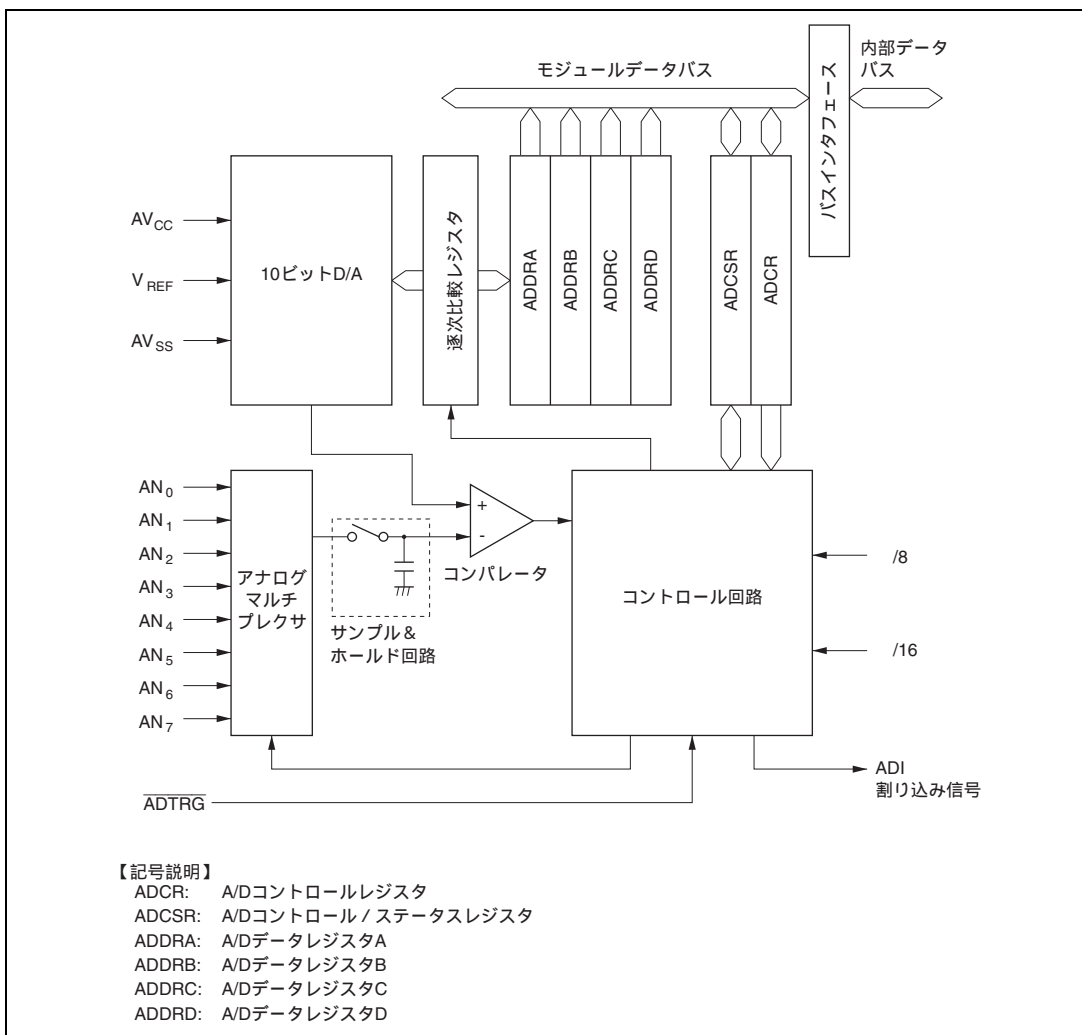 モジュールデータバス
内部データ
バス
バスインタフェース
AVCC
VREF
AVSS
10ビットD/A
逐次比較レジスタ
ADDRA
ADDRB
ADDRC
ADDRD
ADCSR
ADCR
AN0
AN1
AN2
AN3
AN4
AN5
AN6
AN7
アナログ
マルチ
プレクサ
+
-
コンパレータ
サンプル&
ホールド回路
コントロール回路
/8
/16
ADI
割り込み信号
ADTRG
【記号説明】
ADCR: A/Dコントロールレジスタ
ADCSR: A/Dコントロール / ステータスレジスタ
ADDRA: A/DデータレジスタA
ADDRB: A/DデータレジスタB
ADDRC: A/DデータレジスタC
ADDRD: A/DデータレジスタD